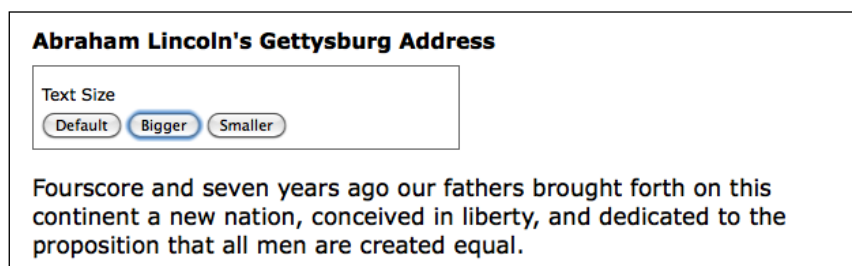 Abraham Lincoln's Gettysburg Address
Text Size
Default Bigger Smaller
Fourscore and seven years ago our fathers brought forth on this
continent a new nation, conceived in liberty, and dedicated to the
proposition that all men are created equal.